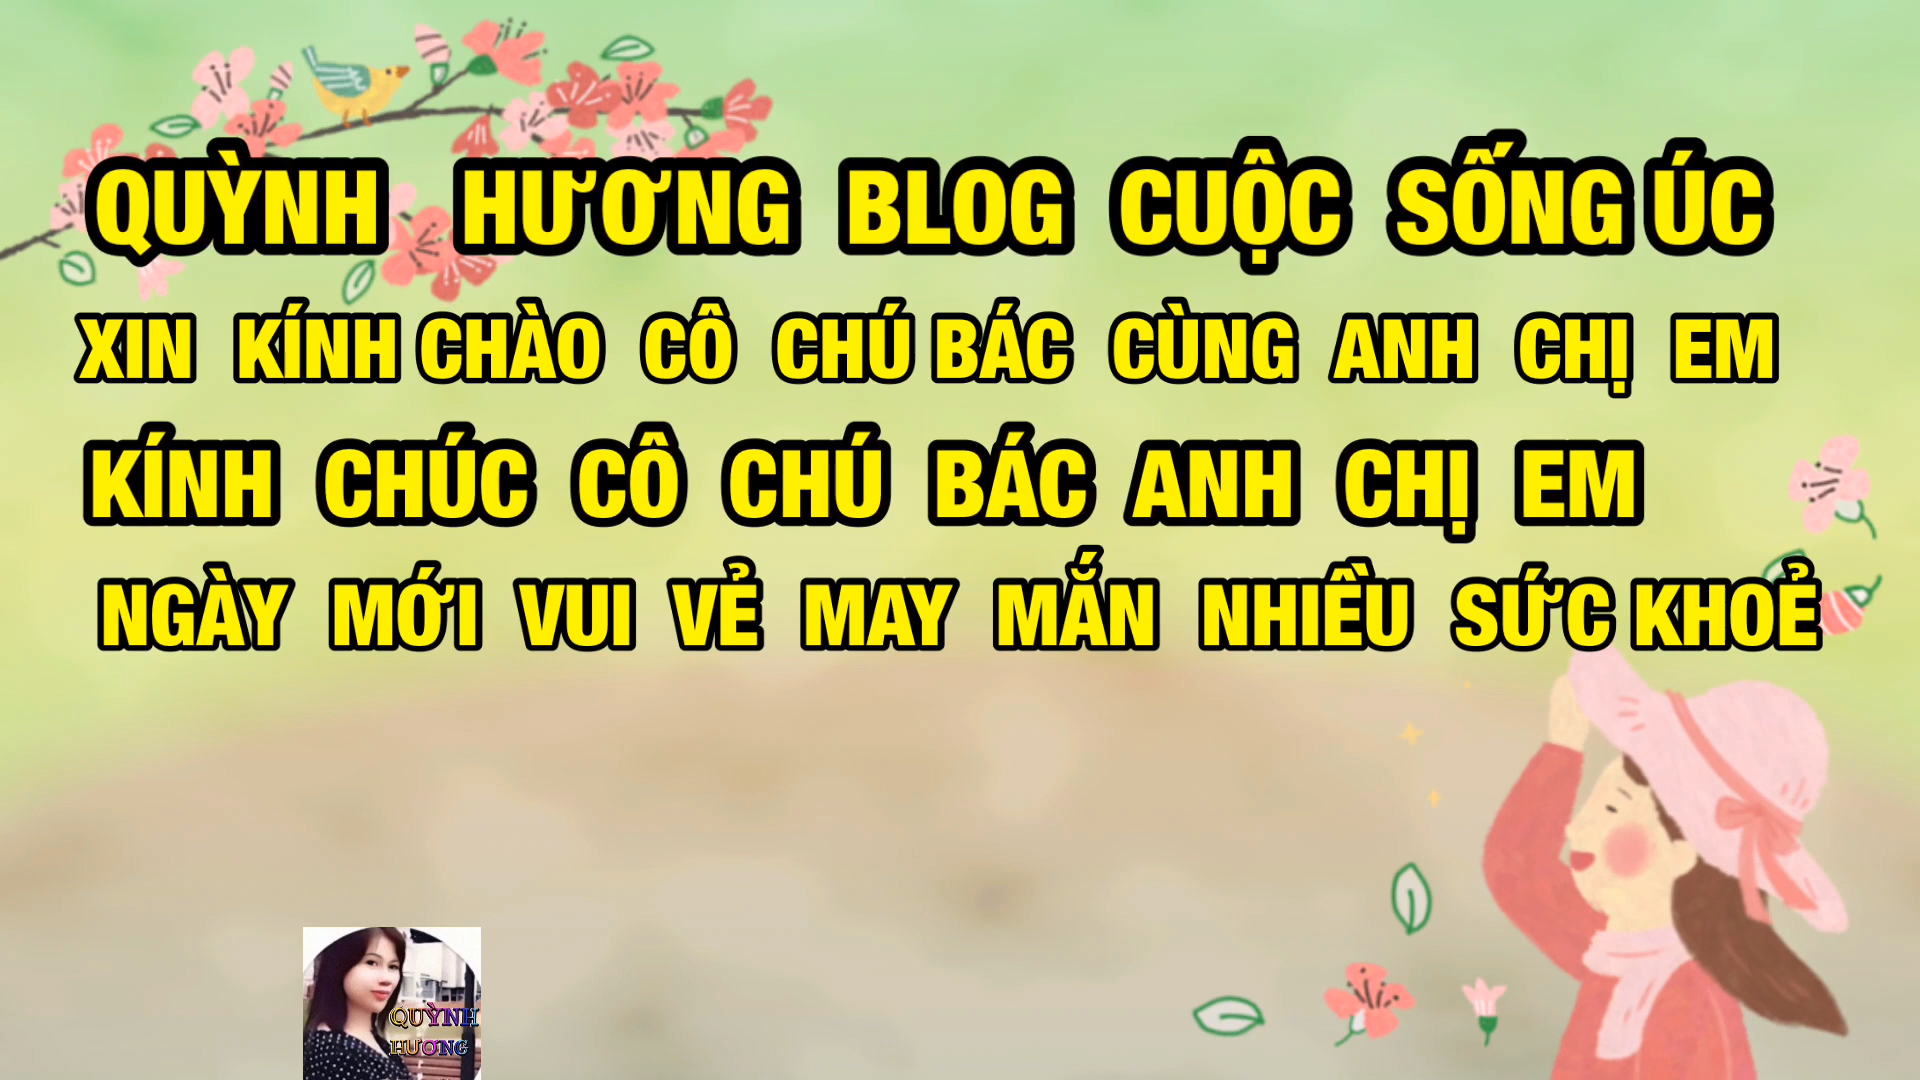 QUỲNH HƯƠNG BLOG CUỘC SỐNG ÚC
XIN KÍNH CHÀO CÔ CHÚ BÁC CÙNG ANH CHỊ EM
KÍNH CHÚC CÔ CHÚ BÁC ANH CHỊ EM
NGÀY MỚI VUI VẺ MAY MẮN NHIỀU SỨC KHOẺ
QUỲNH
HƯƠNG